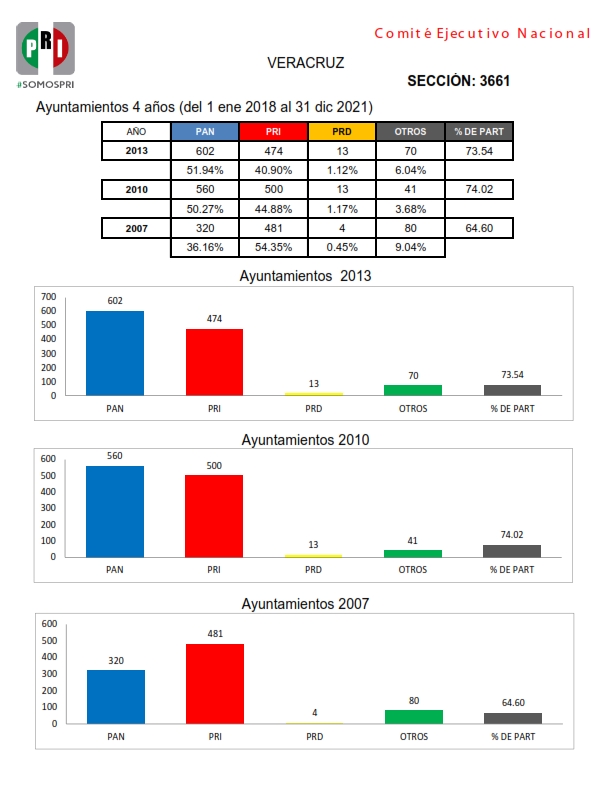 Comité Ejecutivo Nacional
PRI
#SOMOSPRI
VERACRUZ
SECCIÓN: 3661
Ayuntamientos 4 años (del 1 ene 2018 al 31 dic 2021)
AÑO PAN PRI PRD OTROS % DE PART
2013 602 474 13 70 73.54
51.94% 40.90% 1.12% 6.04%
2010 560 500 13 41 74.02
50.27% 44.88% 1.17% 3.68%
2007 320 481 4 80 64.60
36.16% 54.35% 0.45% 9.04%
Ayuntamientos 2013
700
600
500
400
300
200
100
0
602 474 13 70 73.54
PAN PRI PRD OTROS % DE PART
Ayuntamientos 2010
600
500
400
300
200
100
0
560 500 13 41 74.02
PAN PRI PRD OTROS % DE PART
Ayuntamientos 2007
600
500
400
300
200
100
0
320 481 4 80 64.60
PAN PRI PRD OTROS % DE PART